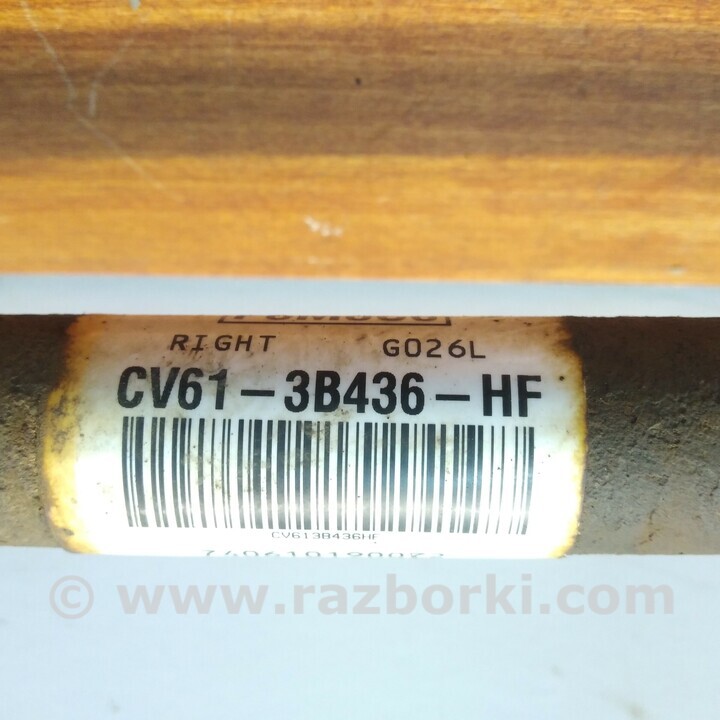 RIGHT G026L
CV61-3B436-HF
CV613B436HF
© www.razborki.com